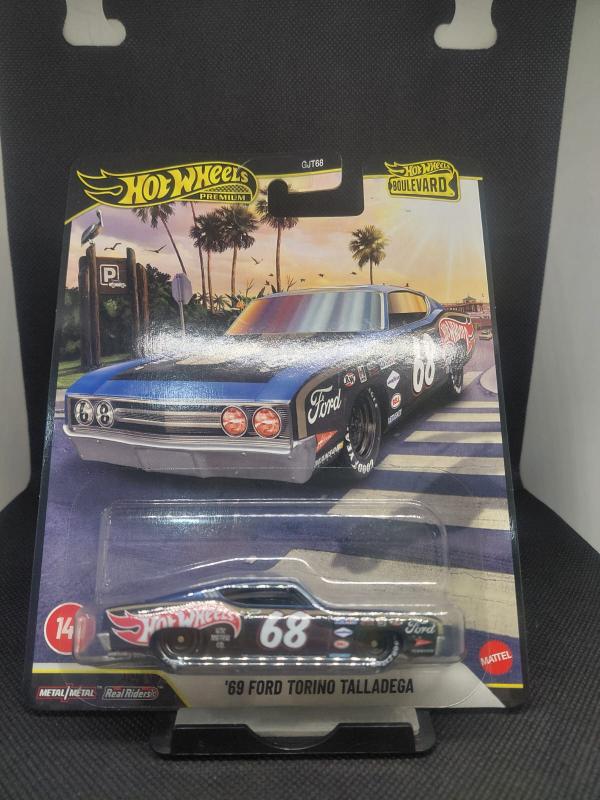 GJT68
HOT WHEELS
PREMIUM
HOT WHEELS
BOULEVARD
P
68
68
Ford
HOT WHEELS
68
Ford
14
MATTEL
METAL/METAL™ Real Riders®
'69 FORD TORINO TALLADEGA